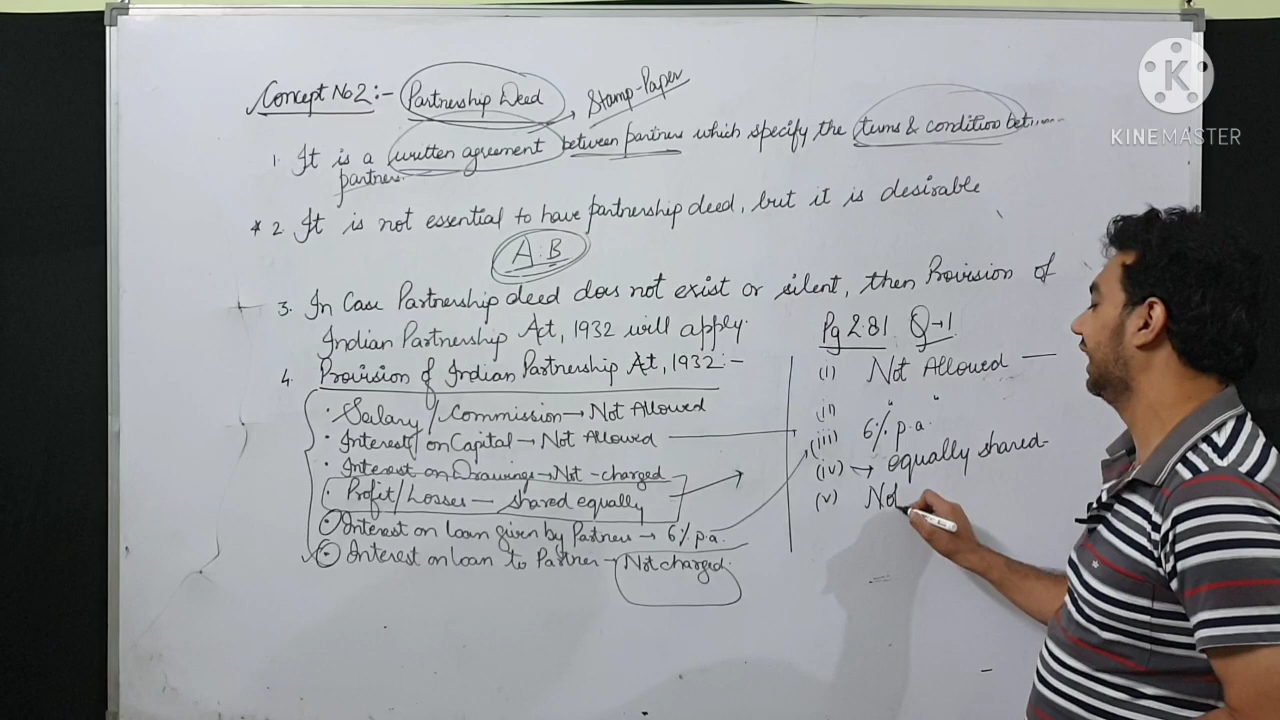 Concept No 2:- Partnership Deed → Stamp-Paper
1. It is a written agreement between partners which specify the terms & condition bet......
partners.
* 2. It is not essential to have partnership deed, but it is desirable
A.B
3. In Case Partnership deed does not exist or silent, then Provision of
Indian Partnership Act, 1932 will apply.
4. Provision of Indian Partnership Act, 1932:-
• Salary/Commission → Not Allowed
• Interest on Capital → Not Allowed
• Interest on Drawings → Not-charged
• Profit/Losses — shared equally
• Interest on loan given by Partners → 6% p.a.
• Interest on loan to Partner → Not charged.
Pg 2.81 Q→1
(i) Not Allowed —
(ii) " "
(iii) 6% p.a.
(iv) → equally shared.
(v) Not
K
KINEMASTER